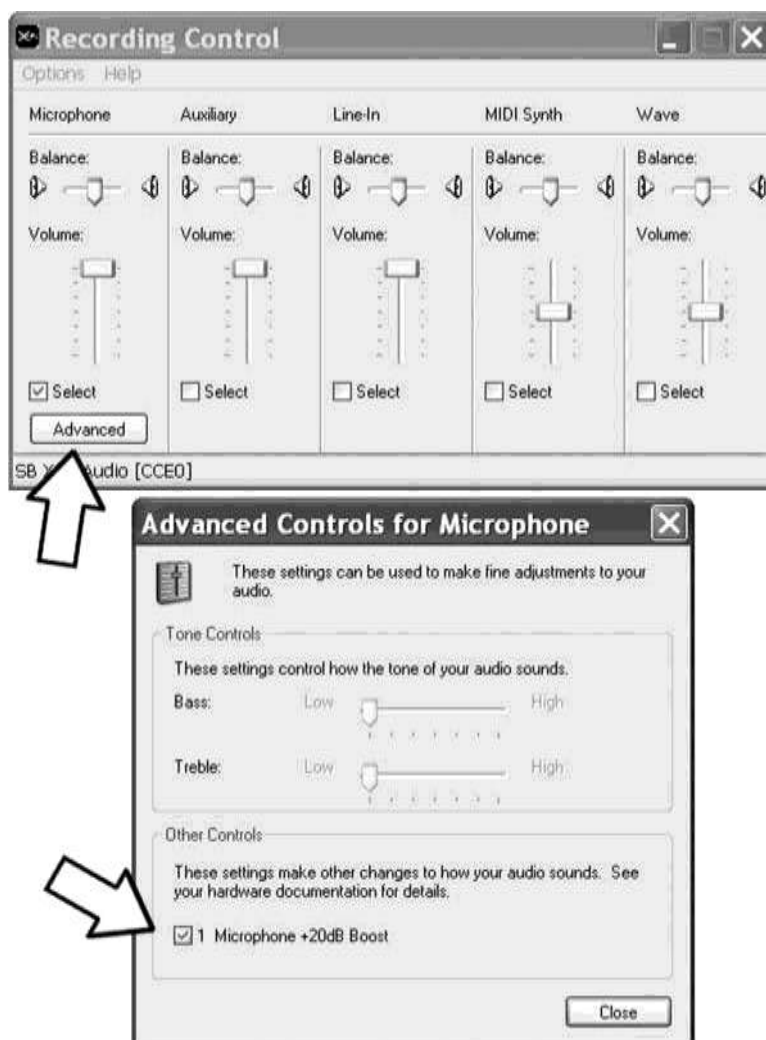 Recording Control
Options Help
Microphone Auxiliary Line-In MIDI Synth Wave
Balance: Balance: Balance: Balance: Balance:
Volume: Volume: Volume: Volume: Volume:
Select Select Select Select Select
Advanced
SB Audio [CCE0]
Advanced Controls for Microphone
These settings can be used to make fine adjustments to your
audio.
Tone Controls
These settings control how the tone of your audio sounds.
Bass: Low High
Treble: Low High
Other Controls
These settings make other changes to how your audio sounds. See
your hardware documentation for details.
1 Microphone +20dB Boost
Close